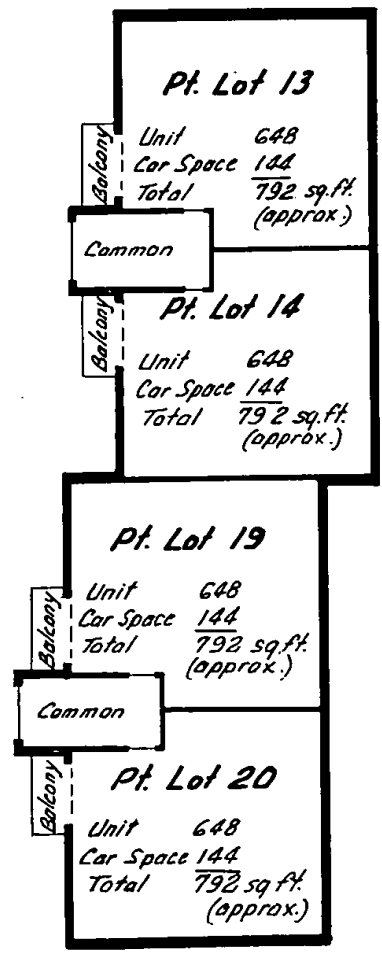 Pt. Lot 13
Balcony
Unit 648
Car Space 144
Total 792 sq.ft.
(approx.)
Common
Balcony
Pt. Lot 14
Unit 648
Car Space 144
Total 792 sq.ft.
(approx.)
Pt. Lot 19
Balcony
Unit 648
Car Space 144
Total 792 sq.ft.
(approx.)
Common
Balcony
Pt. Lot 20
Unit 648
Car Space 144
Total 792 sq ft.
(approx.)